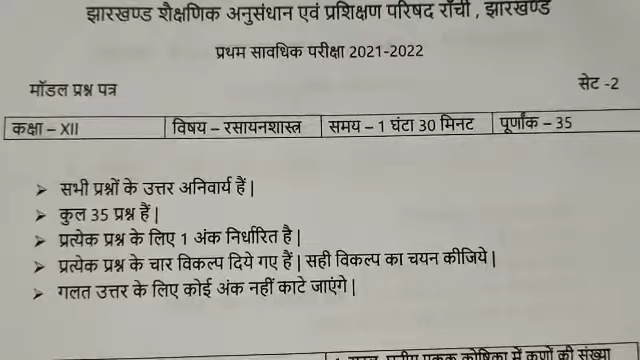 झारखण्ड शैक्षणिक अनुसंधान एवं प्रशिक्षण परिषद राँची , झारखण्ड
प्रथम सावधिक परीक्षा 2021-2022
मॉडल प्रश्न पत्र सेट -2
कक्षा – XII विषय – रसायनशास्त्र समय – 1 घंटा 30 मिनट पूर्णांक – 35
➢ सभी प्रश्नों के उत्तर अनिवार्य हैं |
➢ कुल 35 प्रश्न हैं |
➢ प्रत्येक प्रश्न के लिए 1 अंक निर्धारित है |
➢ प्रत्येक प्रश्न के चार विकल्प दिये गए हैं | सही विकल्प का चयन कीजिये |
➢ गलत उत्तर के लिए कोई अंक नहीं काटे जाएंगे |
कोष्ठिका में कणों की संख्या